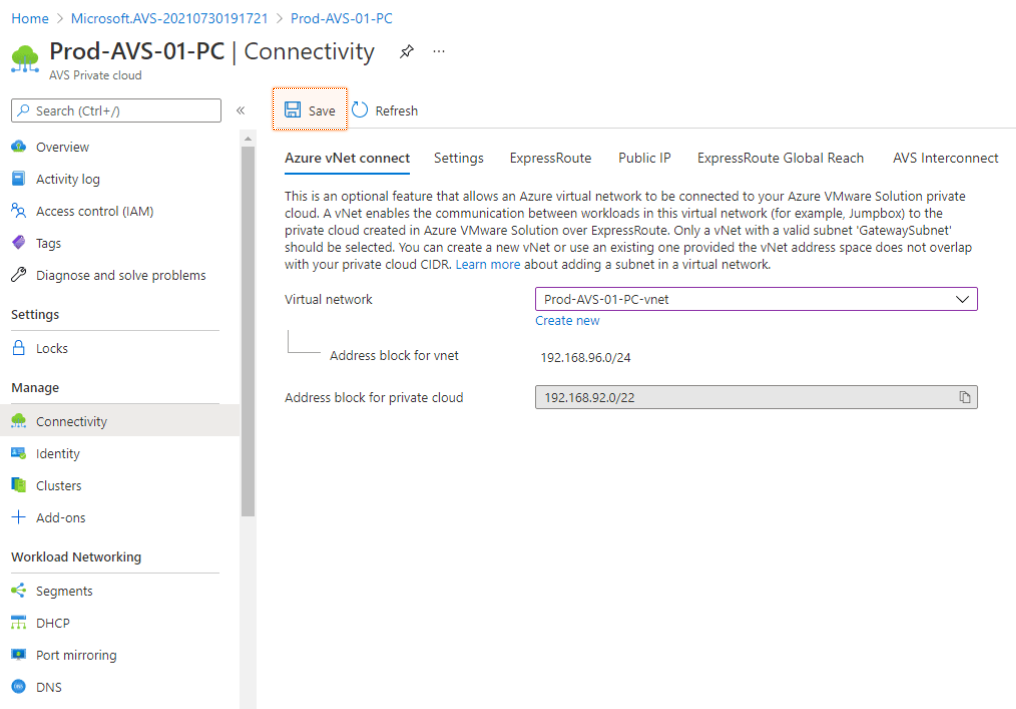 Home > Microsoft.AVS-20210730191721 > Prod-AVS-01-PC
Prod-AVS-01-PC | Connectivity ...
AVS Private cloud
Search (Ctrl+/)
«
Overview
Activity log
Access control (IAM)
Tags
Diagnose and solve problems
Settings
Locks
Manage
Connectivity
Identity
Clusters
Add-ons
Workload Networking
Segments
DHCP
Port mirroring
DNS
Save Refresh
Azure vNet connect Settings ExpressRoute Public IP ExpressRoute Global Reach AVS Interconnect
This is an optional feature that allows an Azure virtual network to be connected to your Azure VMware Solution private
cloud. A vNet enables the communication between workloads in this virtual network (for example, Jumpbox) to the
private cloud created in Azure VMware Solution over ExpressRoute. Only a vNet with a valid subnet 'GatewaySubnet'
should be selected. You can create a new vNet or use an existing one provided the vNet address space does not overlap
with your private cloud CIDR. Learn more about adding a subnet in a virtual network.
Virtual network Prod-AVS-01-PC-vnet
Create new
Address block for vnet 192.168.96.0/24
Address block for private cloud 192.168.92.0/22